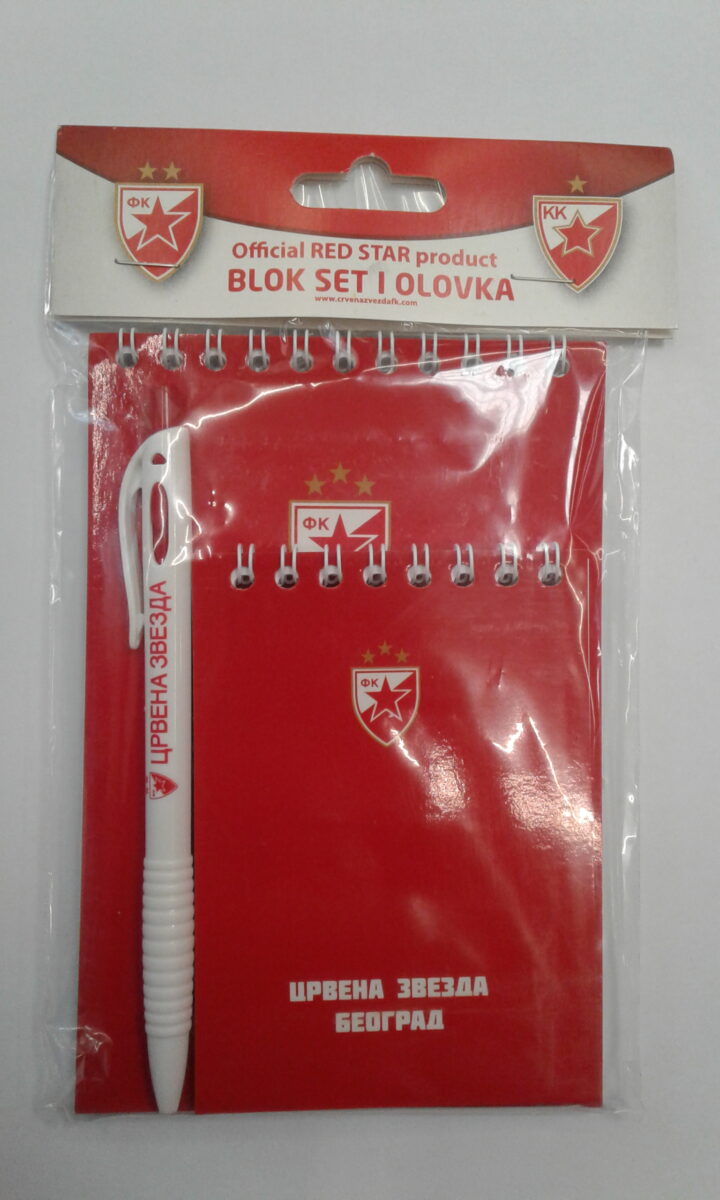 ФК
КК
Official RED STAR product
BLOK SET I OLOVKA
www.crvenazvezdafk.com
ФК
ФК
ЦРВЕНА ЗВЕЗДА
ЦРВЕНА ЗВЕЗДА
БЕОГРАД